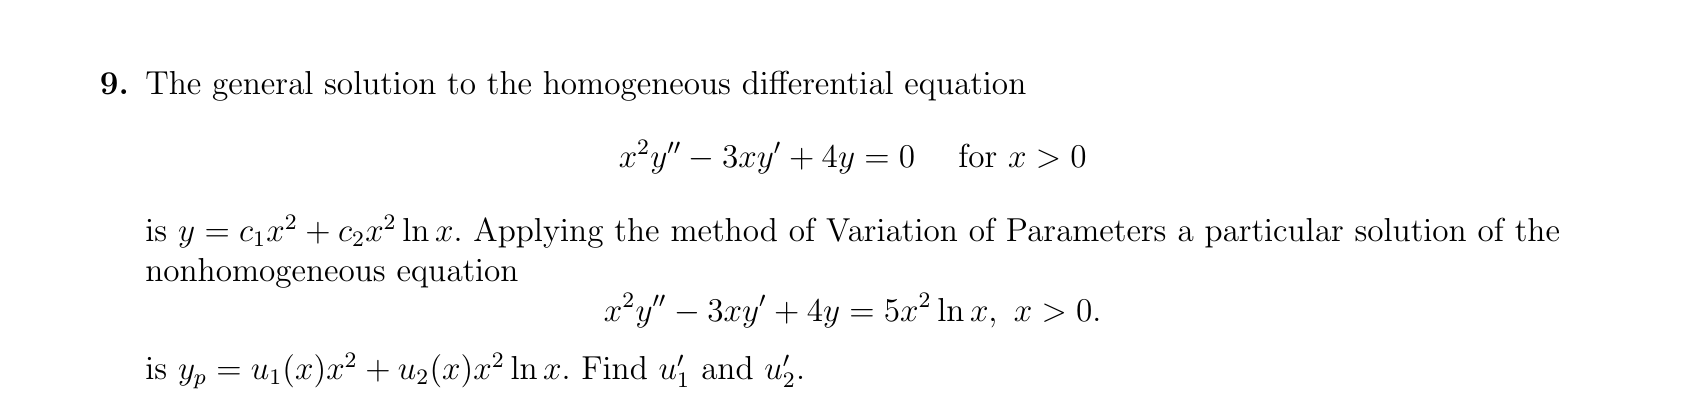 9. The general solution to the homogeneous differential equation
x²y″ − 3xy′ + 4y = 0 for x > 0
is y = c₁x² + c₂x² ln x. Applying the method of Variation of Parameters a particular solution of the
nonhomogeneous equation
x²y″ − 3xy′ + 4y = 5x² ln x, x > 0.
is yₚ = u₁(x)x² + u₂(x)x² ln x. Find u₁′ and u₂′.